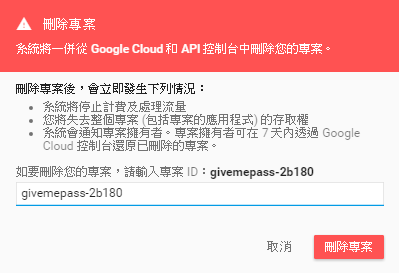 刪除專案
系統將一併從 Google Cloud 和 API 控制台中刪除您的專案。
刪除專案後，會立即發生下列情況：
• 系統將停止計費及處理流量
• 您將失去整個專案 (包括專案的應用程式) 的存取權
• 系統會通知專案擁有者。專案擁有者可在 7 天內透過 Google
Cloud 控制台還原已刪除的專案。
如要刪除您的專案，請輸入專案 ID：givemepass-2b180
givemepass-2b180
取消 刪除專案